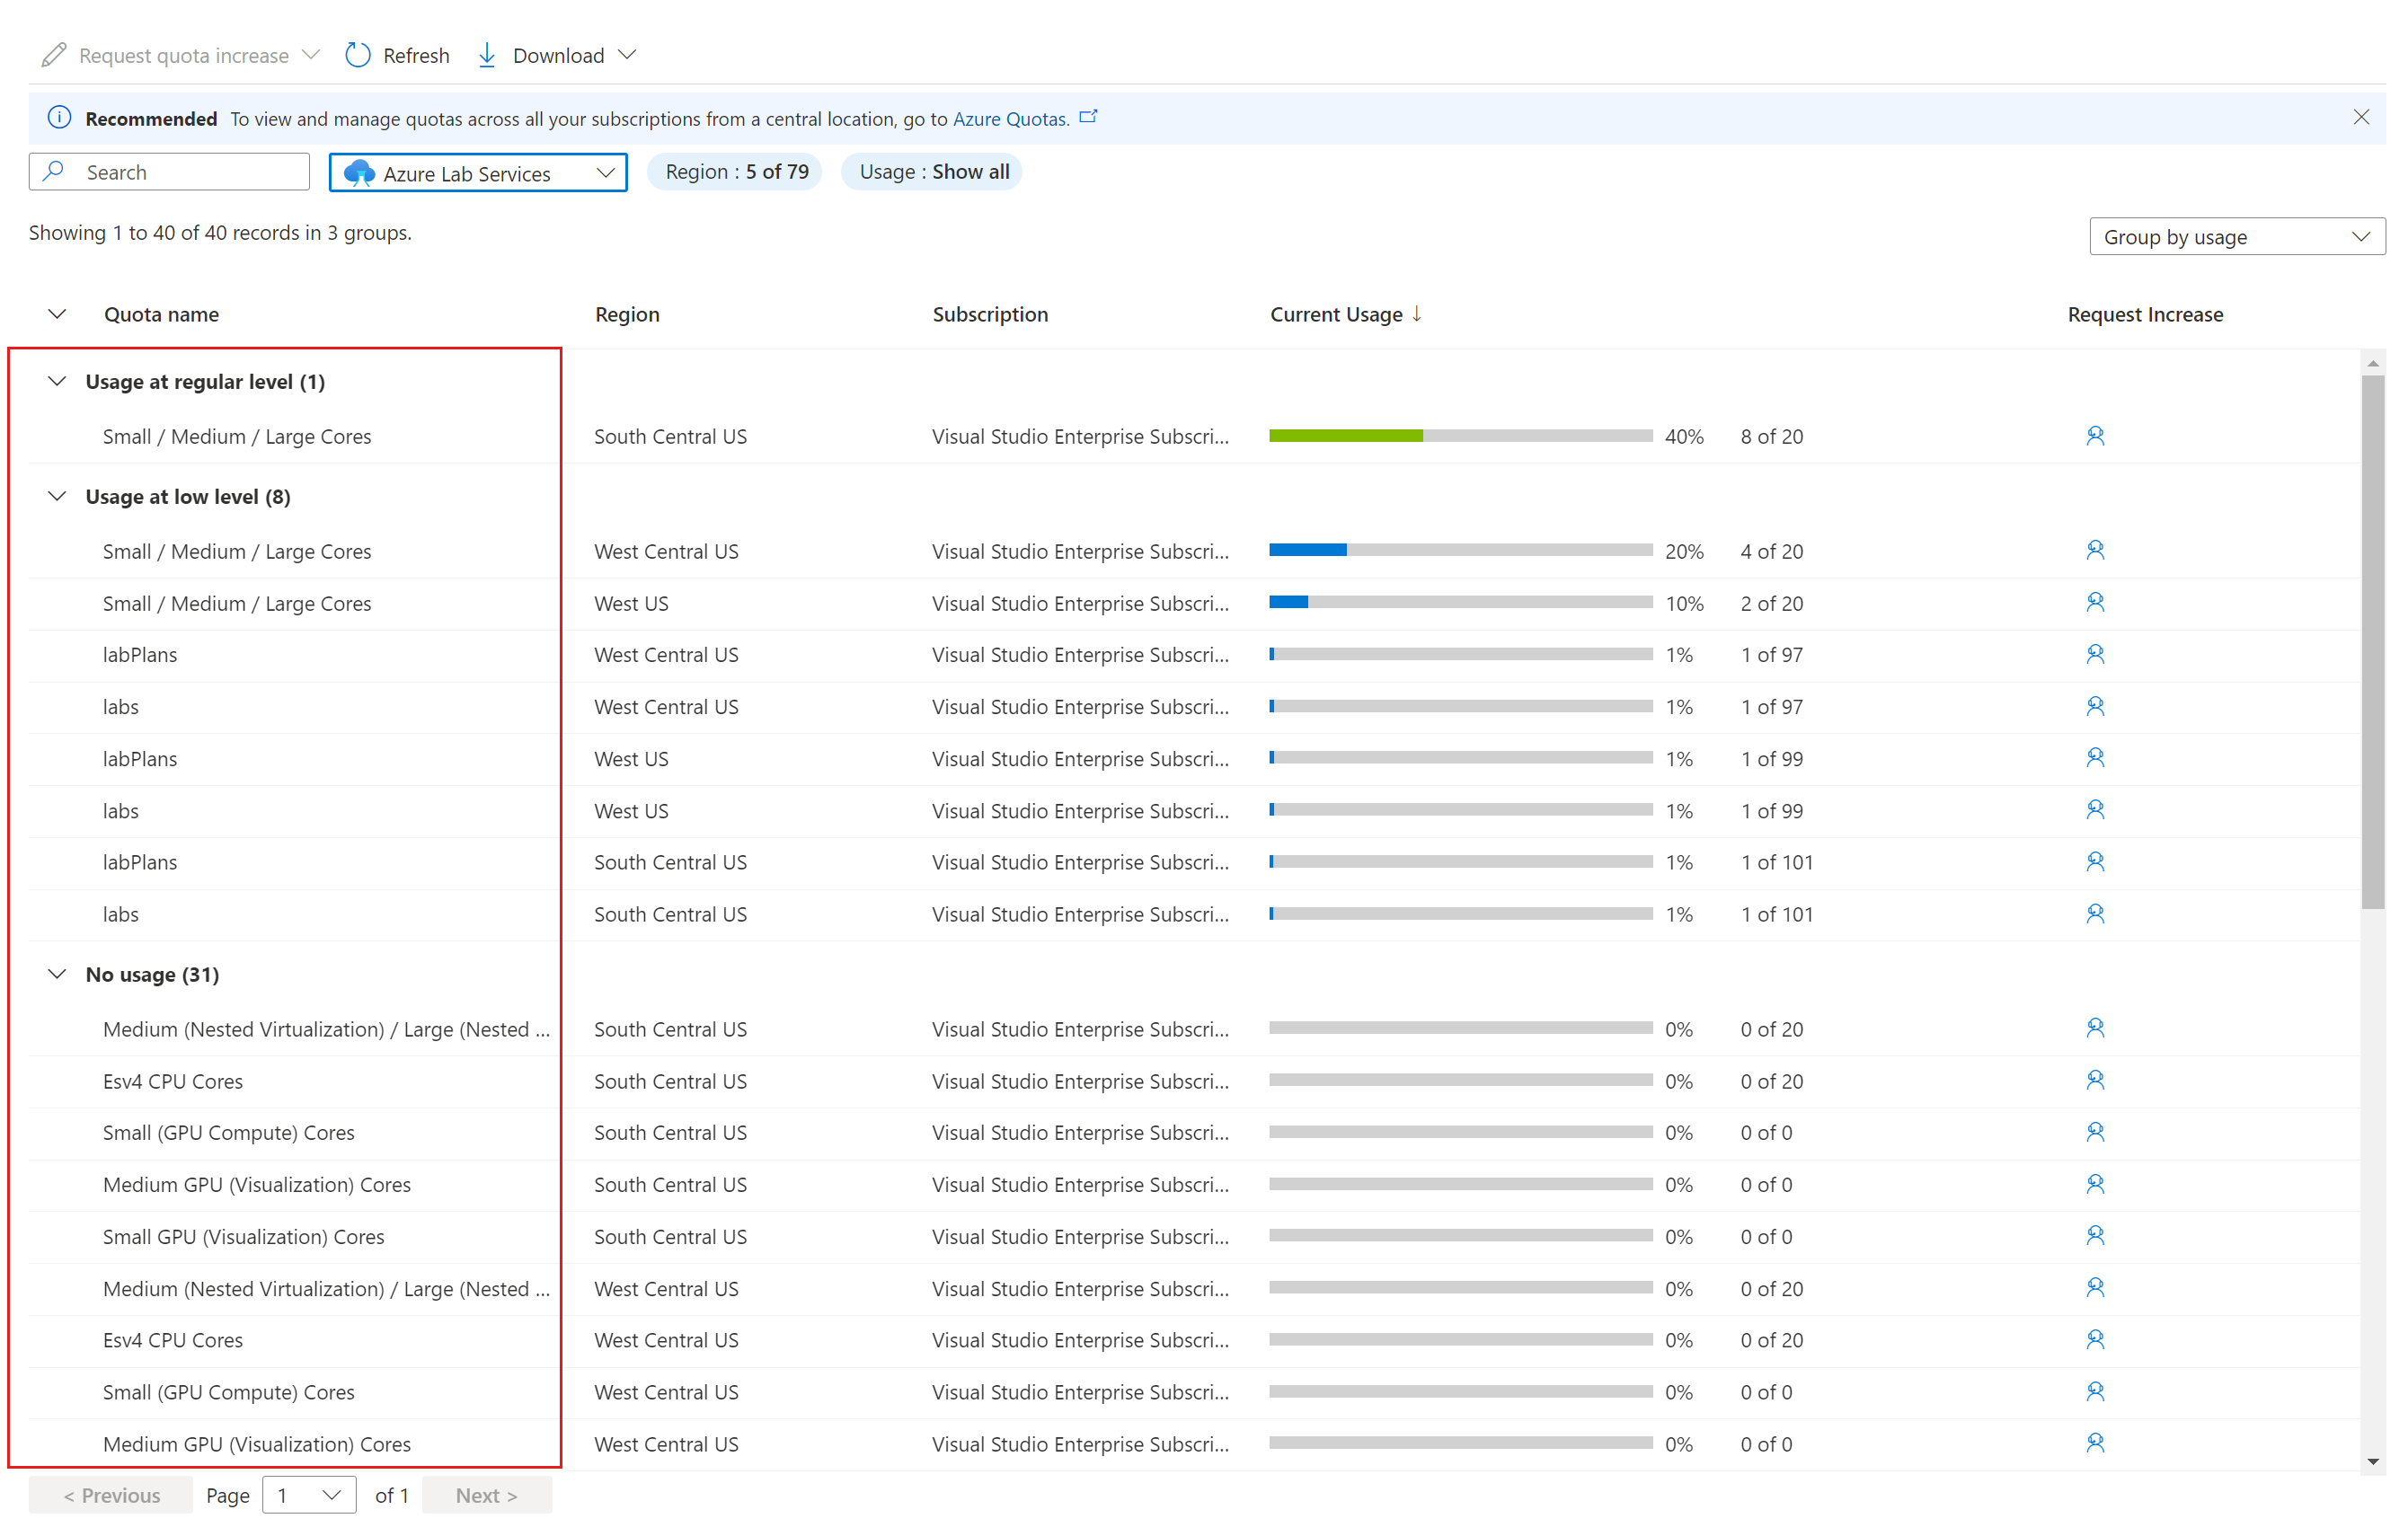 Request quota increase Refresh Download
Recommended To view and manage quotas across all your subscriptions from a central location, go to Azure Quotas.
Search Azure Lab Services Region : 5 of 79 Usage : Show all
Showing 1 to 40 of 40 records in 3 groups.
Group by usage
Quota name Region Subscription Current Usage ↓ Request Increase
Usage at regular level (1)
Small / Medium / Large Cores South Central US Visual Studio Enterprise Subscri... 40% 8 of 20
Usage at low level (8)
Small / Medium / Large Cores West Central US Visual Studio Enterprise Subscri... 20% 4 of 20
Small / Medium / Large Cores West US Visual Studio Enterprise Subscri... 10% 2 of 20
labPlans West Central US Visual Studio Enterprise Subscri... 1% 1 of 97
labs West Central US Visual Studio Enterprise Subscri... 1% 1 of 97
labPlans West US Visual Studio Enterprise Subscri... 1% 1 of 99
labs West US Visual Studio Enterprise Subscri... 1% 1 of 99
labPlans South Central US Visual Studio Enterprise Subscri... 1% 1 of 101
labs South Central US Visual Studio Enterprise Subscri... 1% 1 of 101
No usage (31)
Medium (Nested Virtualization) / Large (Nested ... South Central US Visual Studio Enterprise Subscri... 0% 0 of 20
Esv4 CPU Cores South Central US Visual Studio Enterprise Subscri... 0% 0 of 20
Small (GPU Compute) Cores South Central US Visual Studio Enterprise Subscri... 0% 0 of 0
Medium GPU (Visualization) Cores South Central US Visual Studio Enterprise Subscri... 0% 0 of 0
Small GPU (Visualization) Cores South Central US Visual Studio Enterprise Subscri... 0% 0 of 0
Medium (Nested Virtualization) / Large (Nested ... West Central US Visual Studio Enterprise Subscri... 0% 0 of 20
Esv4 CPU Cores West Central US Visual Studio Enterprise Subscri... 0% 0 of 20
Small (GPU Compute) Cores West Central US Visual Studio Enterprise Subscri... 0% 0 of 0
Medium GPU (Visualization) Cores West Central US Visual Studio Enterprise Subscri... 0% 0 of 0
< Previous Page 1 of 1 Next >